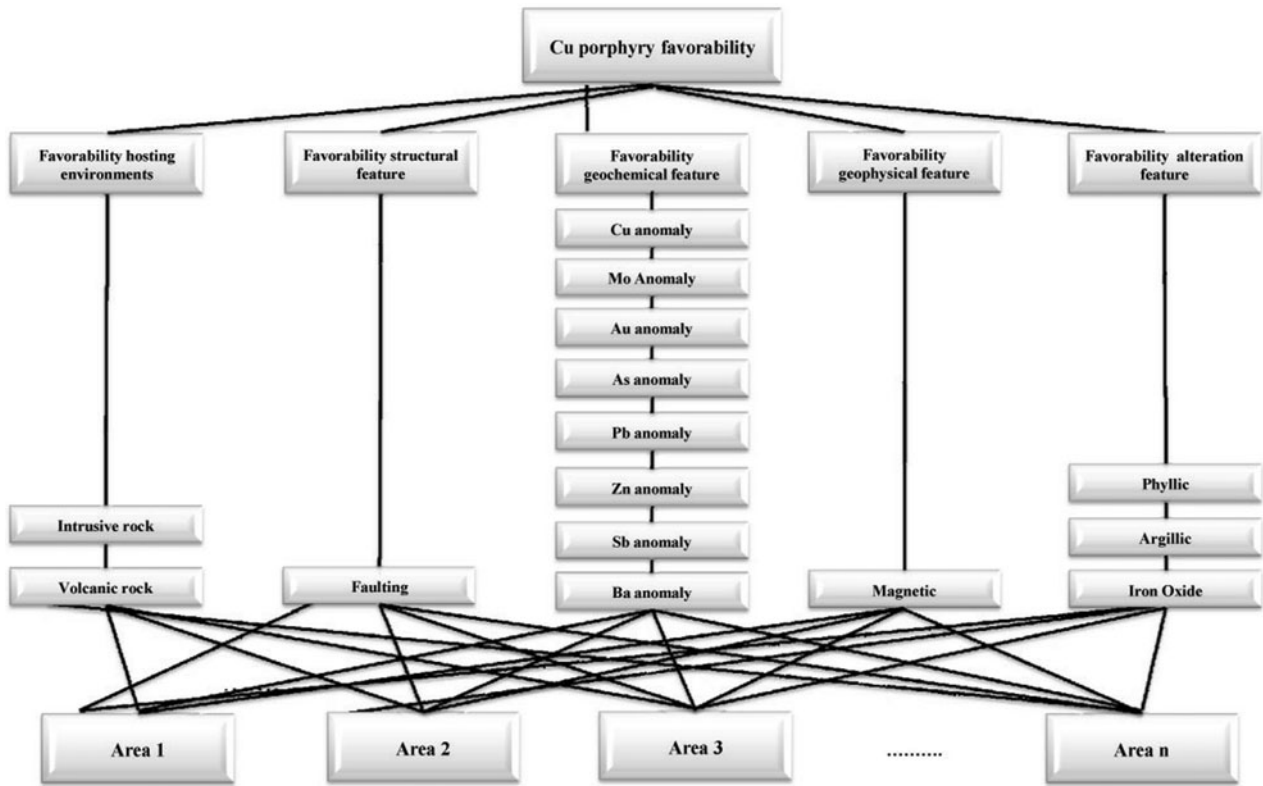 Cu porphyry favorability
Favorability hosting
environments
Favorability structural
feature
Favorability
geochemical feature
Favorability
geophysical feature
Favorability alteration
feature
Cu anomaly
Mo Anomaly
Au anomaly
As anomaly
Pb anomaly
Zn anomaly
Sb anomaly
Ba anomaly
Intrusive rock
Volcanic rock
Faulting
Magnetic
Phyllic
Argillic
Iron Oxide
Area 1
Area 2
Area 3
..........
Area n